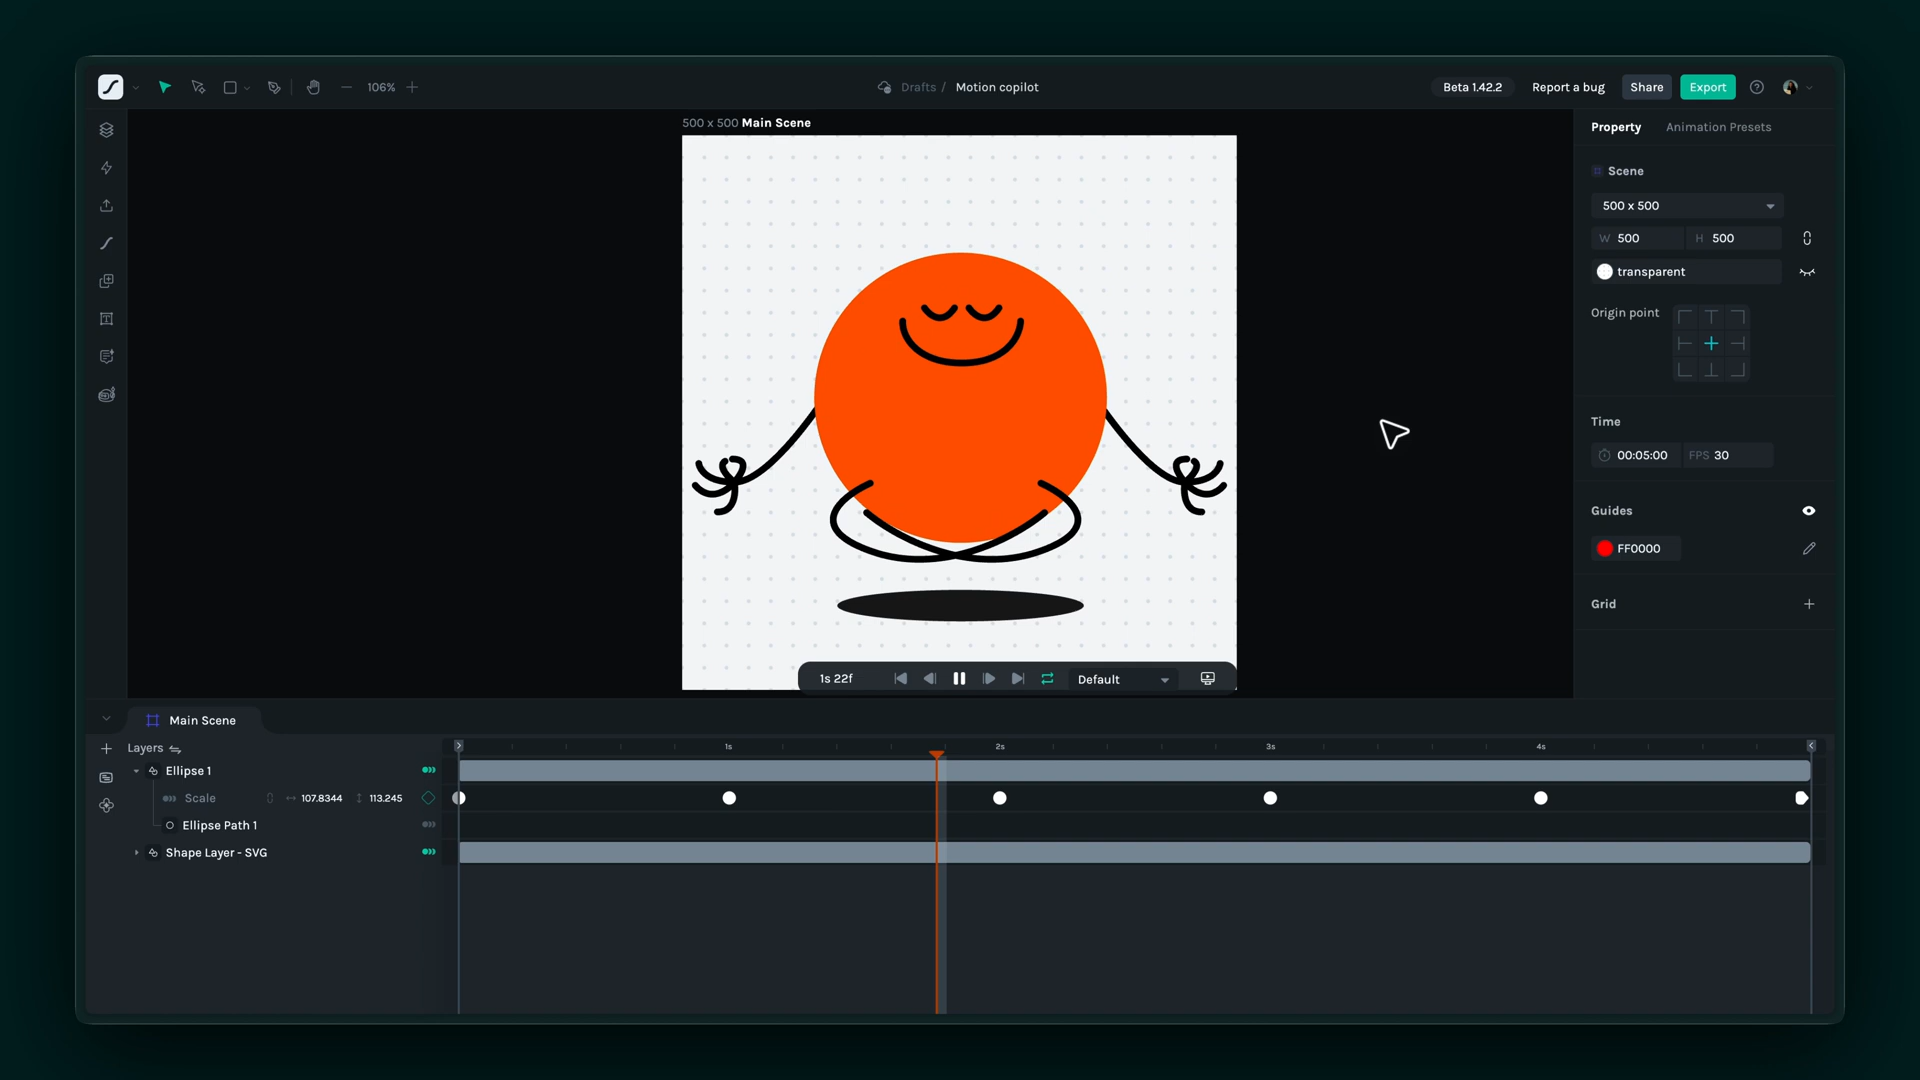 106%
Drafts / Motion copilot
Beta 1.42.2
Report a bug
Share
Export
500 x 500 Main Scene
Property
Animation Presets
Scene
500 x 500
W 500
H 500
transparent
Origin point
Time
00:05:00
FPS 30
Guides
FF0000
Grid
1s 22f
Default
Main Scene
Layers
1s
2s
3s
4s
Ellipse 1
Scale
107.8344
113.245
Ellipse Path 1
Shape Layer - SVG